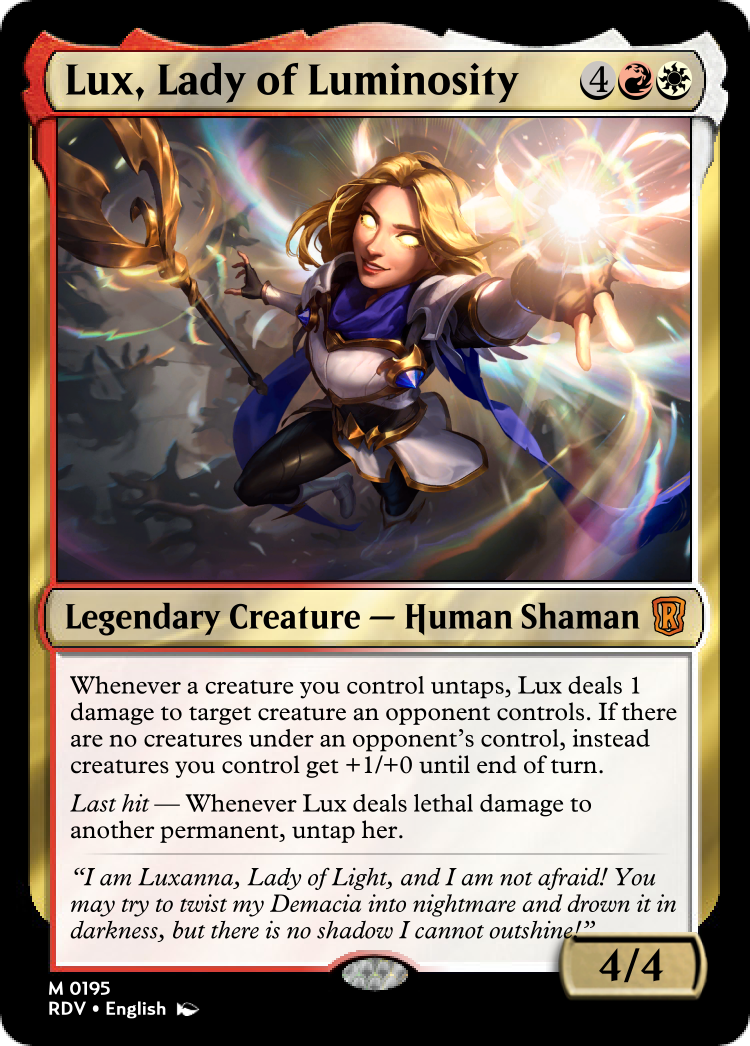 Lux, Lady of Luminosity 4
Legendary Creature — Human Shaman R
Whenever a creature you control untaps, Lux deals 1
damage to target creature an opponent controls. If there
are no creatures under an opponent's control, instead
creatures you control get +1/+0 until end of turn.
Last hit — Whenever Lux deals lethal damage to
another permanent, untap her.
“I am Luxanna, Lady of Light, and I am not afraid! You
may try to twist my Demacia into nightmare and drown it in
darkness, but there is no shadow I cannot outshine!”
4/4
M 0195
RDV • English